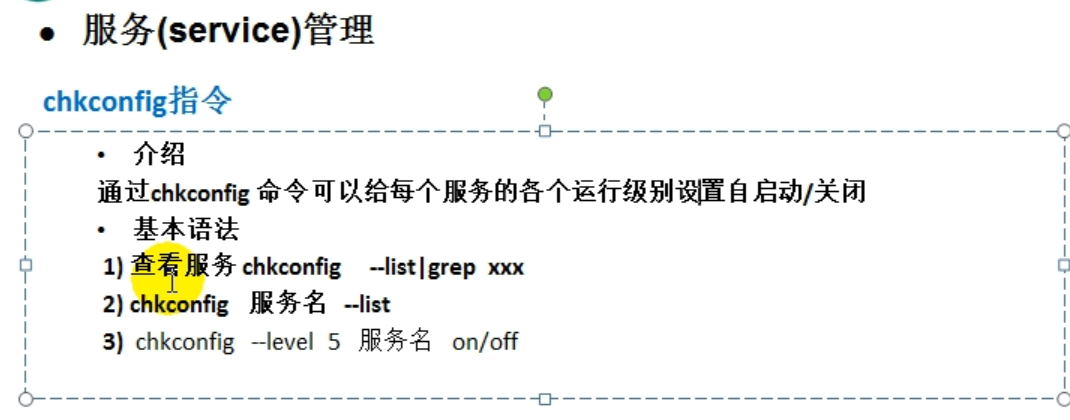 • 服务(service)管理
chkconfig指令
• 介绍
通过chkconfig 命令可以给每个服务的各个运行级别设置自启动/关闭
• 基本语法
1) 查看服务 chkconfig --list|grep xxx
2) chkconfig 服务名 --list
3) chkconfig --level 5 服务名 on/off